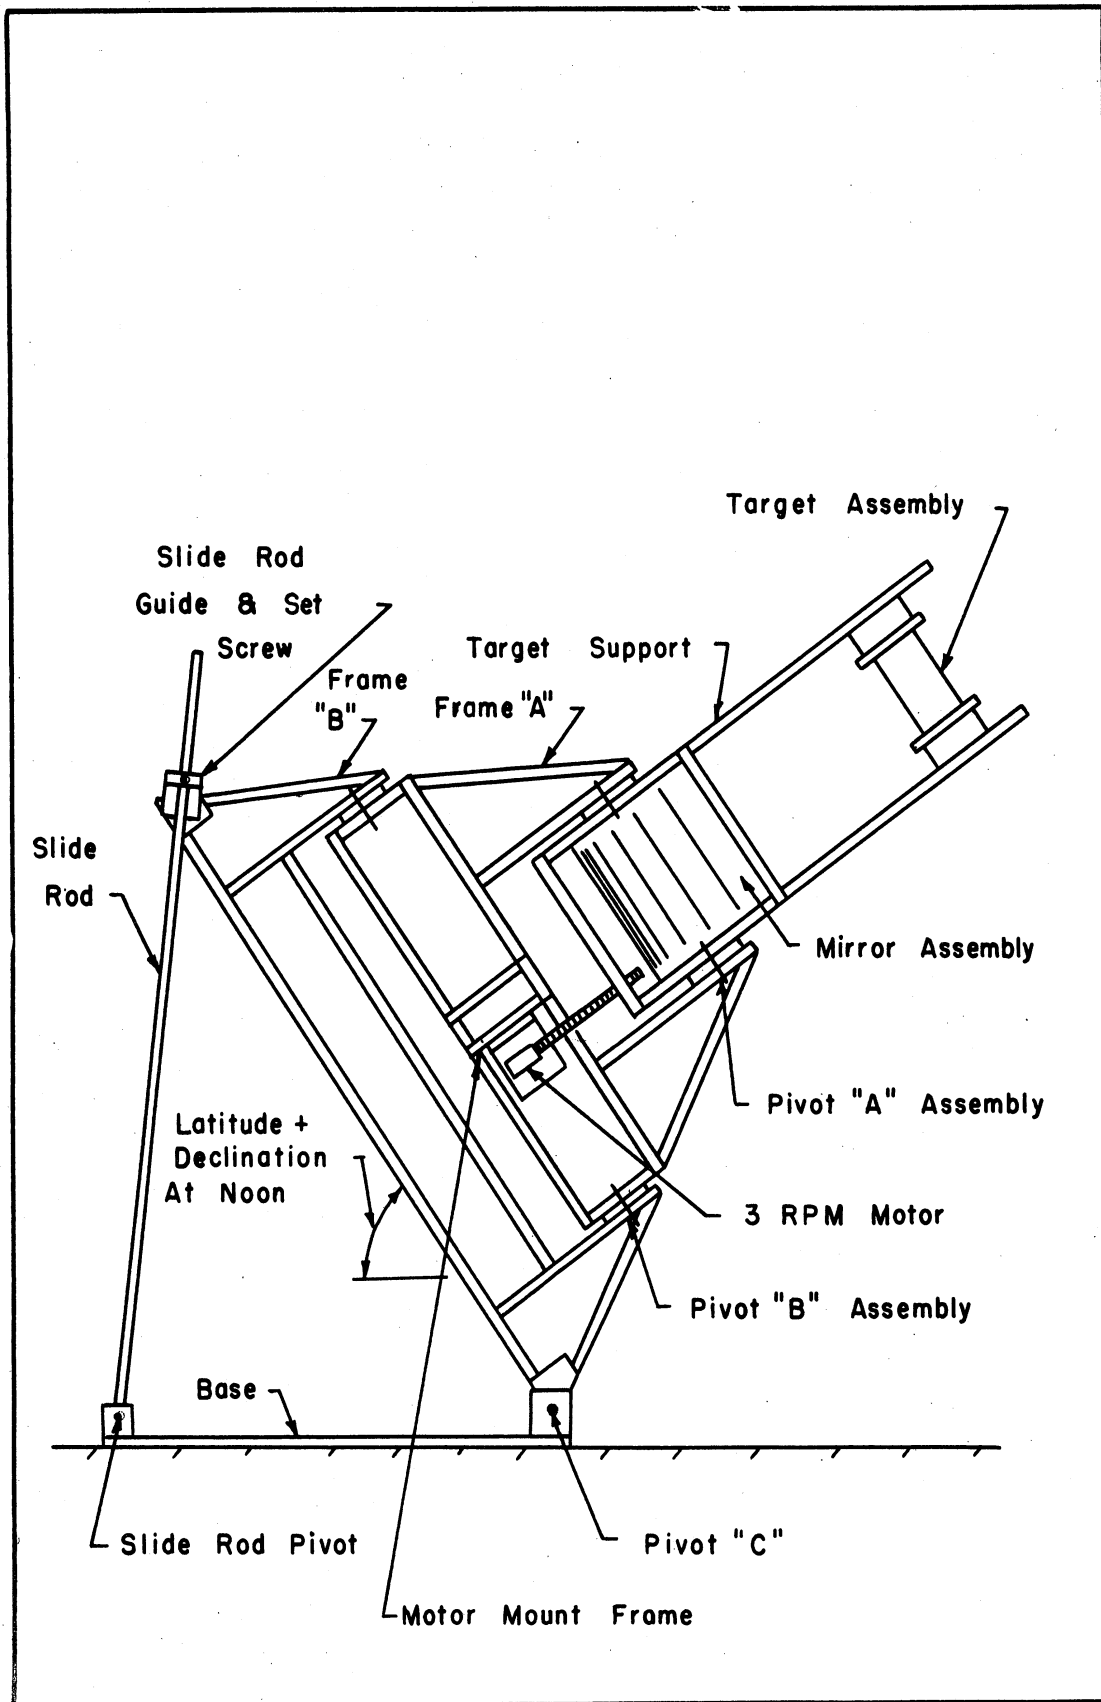 Target Assembly
Slide Rod
Guide & Set
Screw
Target Support
Frame
"B"
Frame "A"
Slide
Rod
Mirror Assembly
Pivot "A" Assembly
Latitude +
Declination
At Noon
3 RPM Motor
Pivot "B" Assembly
Base
Slide Rod Pivot
Pivot "C"
Motor Mount Frame